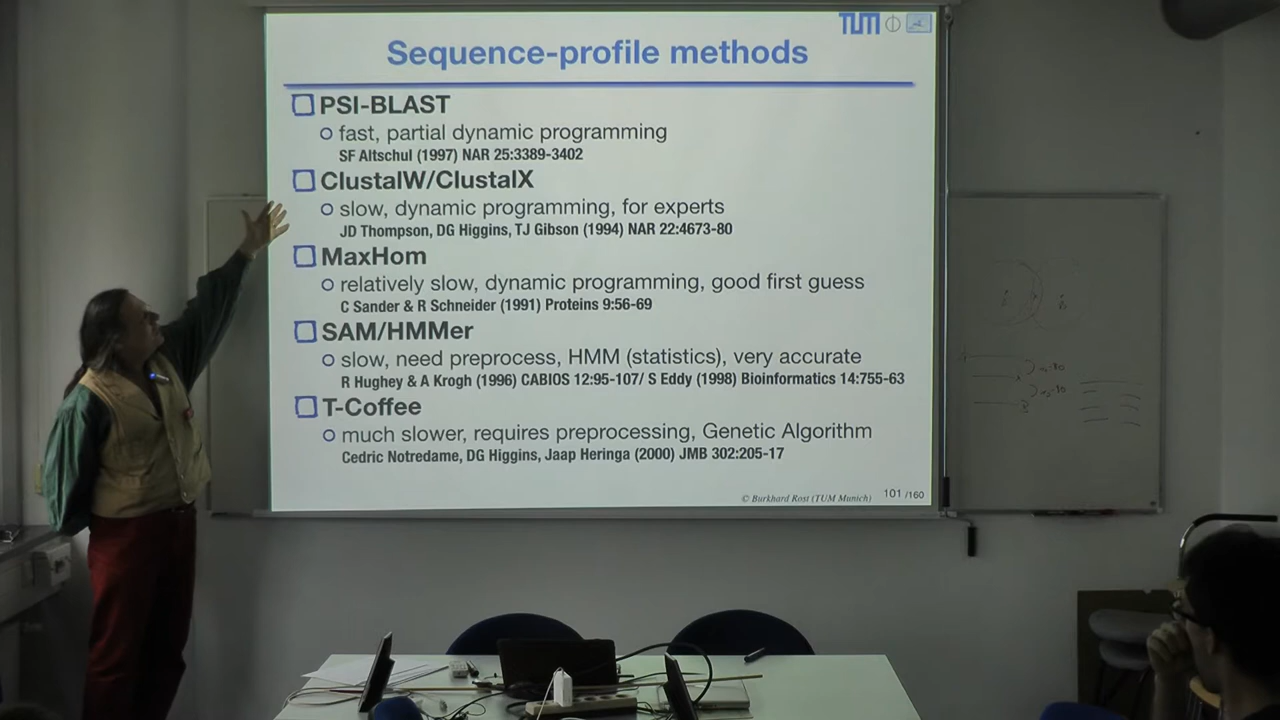 TUM
Sequence-profile methods
PSI-BLAST
fast, partial dynamic programming
SF Altschul (1997) NAR 25:3389-3402
ClustalW/ClustalX
slow, dynamic programming, for experts
JD Thompson, DG Higgins, TJ Gibson (1994) NAR 22:4673-80
MaxHom
relatively slow, dynamic programming, good first guess
C Sander & R Schneider (1991) Proteins 9:56-69
SAM/HMMer
slow, need preprocess, HMM (statistics), very accurate
R Hughey & A Krogh (1996) CABIOS 12:95-107/ S Eddy (1998) Bioinformatics 14:755-63
T-Coffee
much slower, requires preprocessing, Genetic Algorithm
Cedric Notredame, DG Higgins, Jaap Heringa (2000) JMB 302:205-17
© Burkhard Rost (TUM Munich) 101 /160